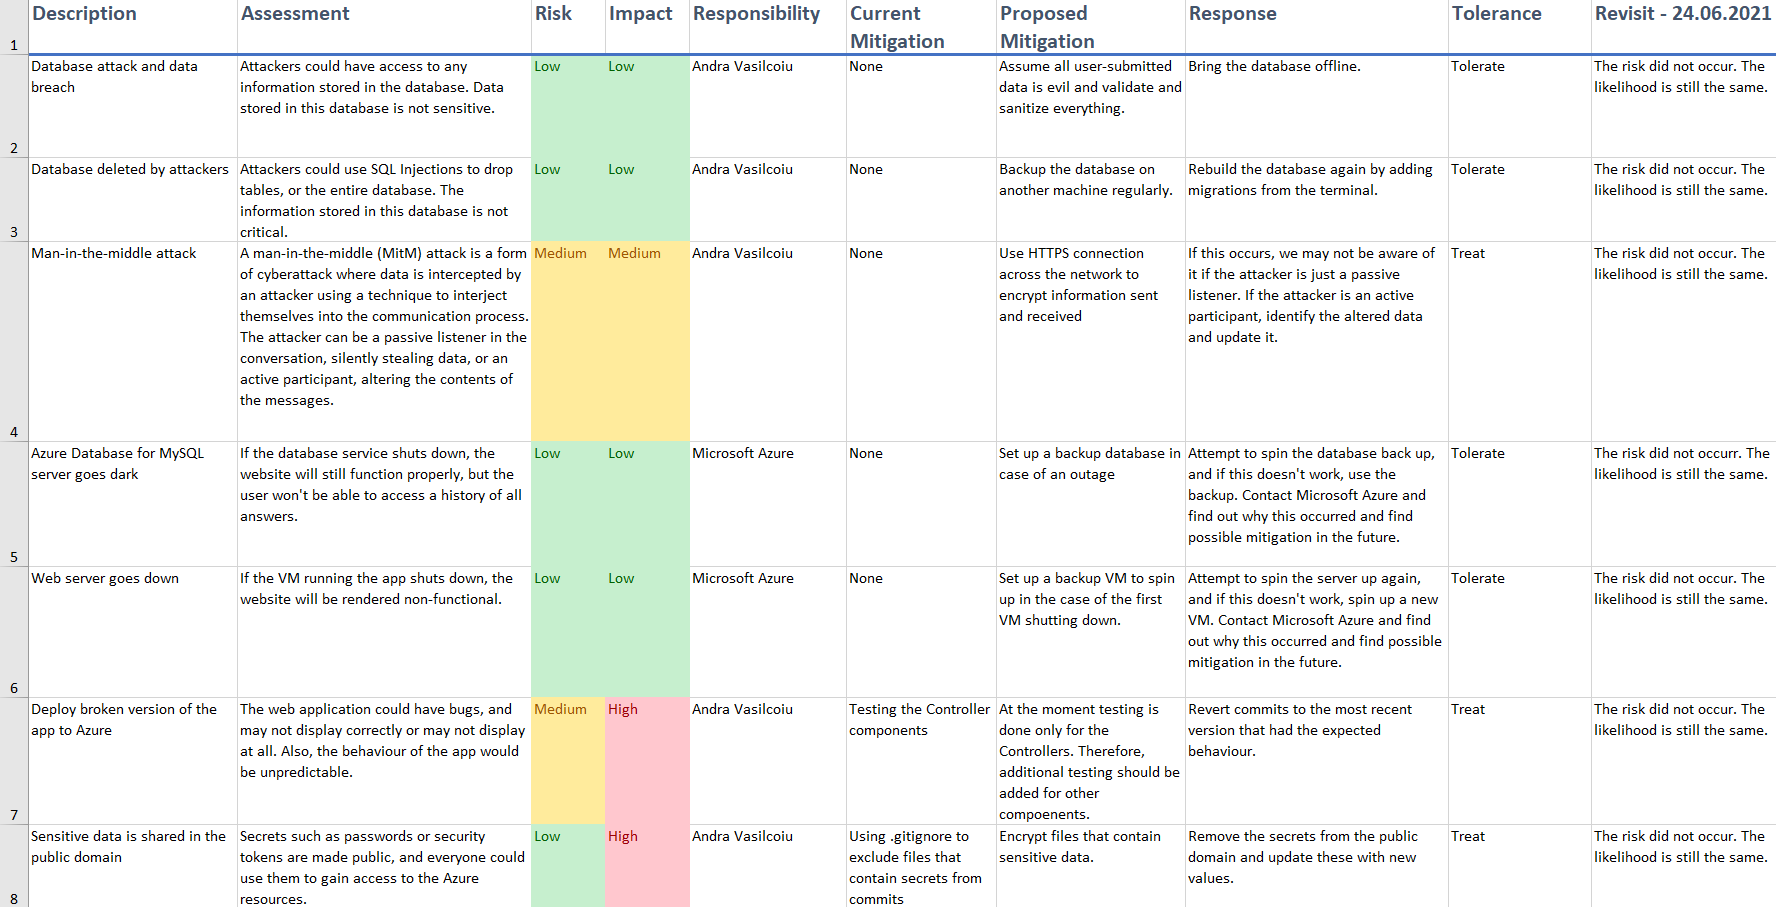 Description Assessment Risk Impact Responsibility Current Mitigation Proposed Mitigation Response Tolerance Revisit - 24.06.2021
1
Database attack and data
breach
Attackers could have access to any
information stored in the database. Data
stored in this database is not sensitive.
Low
Low
Andra Vasilcoiu
None
Assume all user-submitted
data is evil and validate and
sanitize everything.
Bring the database offline.
Tolerate
The risk did not occur. The
likelihood is still the same.
2
Database deleted by attackers
Attackers could use SQL Injections to drop
tables, or the entire database. The
information stored in this database is not
critical.
Low
Low
Andra Vasilcoiu
None
Backup the database on
another machine regularly.
Rebuild the database again by adding
migrations from the terminal.
Tolerate
The risk did not occur. The
likelihood is still the same.
3
Man-in-the-middle attack
A man-in-the-middle (MitM) attack is a form
of cyberattack where data is intercepted by
an attacker using a technique to interject
themselves into the communication process.
The attacker can be a passive listener in the
conversation, silently stealing data, or an
active participant, altering the contents of
the messages.
Medium
Medium
Andra Vasilcoiu
None
Use HTTPS connection
across the network to
encrypt information sent
and received
If this occurs, we may not be aware of
it if the attacker is just a passive
listener. If the attacker is an active
participant, identify the altered data
and update it.
Treat
The risk did not occur. The
likelihood is still the same.
4
Azure Database for MySQL
server goes dark
If the database service shuts down, the
website will still function properly, but the
user won't be able to access a history of all
answers.
Low
Low
Microsoft Azure
None
Set up a backup database in
case of an outage
Attempt to spin the database back up,
and if this doesn't work, use the
backup. Contact Microsoft Azure and
find out why this occurred and find
possible mitigation in the future.
Tolerate
The risk did not occurr. The
likelihood is still the same.
5
Web server goes down
If the VM running the app shuts down, the
website will be rendered non-functional.
Low
Low
Microsoft Azure
None
Set up a backup VM to spin
up in the case of the first
VM shutting down.
Attempt to spin the server up again,
and if this doesn't work, spin up a new
VM. Contact Microsoft Azure and find
out why this occurred and find possible
mitigation in the future.
Tolerate
The risk did not occur. The
likelihood is still the same.
6
Deploy broken version of the
app to Azure
The web application could have bugs, and
may not display correctly or may not display
at all. Also, the behaviour of the app would
be unpredictable.
Medium
High
Andra Vasilcoiu
Testing the Controller
components
At the moment testing is
done only for the
Controllers. Therefore,
additional testing should be
added for other
compoenents.
Revert commits to the most recent
version that had the expected
behaviour.
Treat
The risk did not occur. The
likelihood is still the same.
7
Sensitive data is shared in the
public domain
Secrets such as passwords or security
tokens are made public, and everyone could
use them to gain access to the Azure
resources.
Low
High
Andra Vasilcoiu
Using .gitignore to
exclude files that
contain secrets from
commits
Encrypt files that contain
sensitive data.
Remove the secrets from the public
domain and update these with new
values.
Treat
The risk did not occur. The
likelihood is still the same.
8